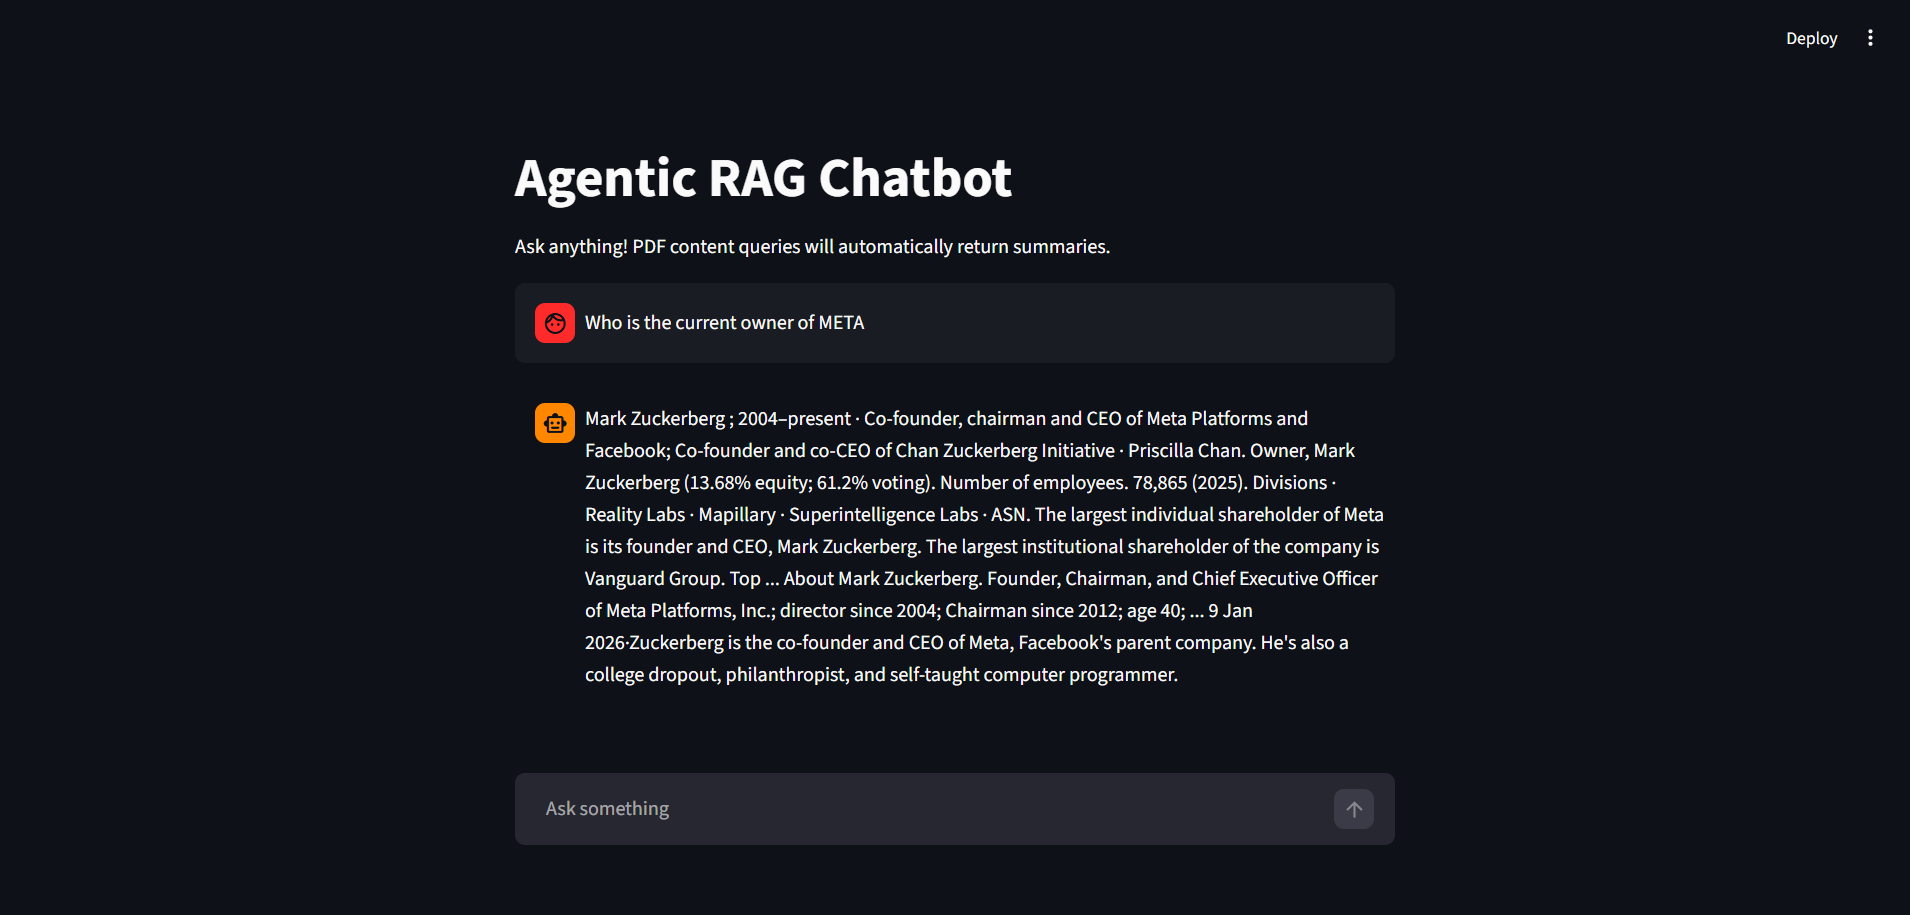 Deploy
Agentic RAG Chatbot
Ask anything! PDF content queries will automatically return summaries.
Who is the current owner of META
Mark Zuckerberg ; 2004–present · Co-founder, chairman and CEO of Meta Platforms and
Facebook; Co-founder and co-CEO of Chan Zuckerberg Initiative · Priscilla Chan. Owner, Mark
Zuckerberg (13.68% equity; 61.2% voting). Number of employees. 78,865 (2025). Divisions ·
Reality Labs · Mapillary · Superintelligence Labs · ASN. The largest individual shareholder of Meta
is its founder and CEO, Mark Zuckerberg. The largest institutional shareholder of the company is
Vanguard Group. Top ... About Mark Zuckerberg. Founder, Chairman, and Chief Executive Officer
of Meta Platforms, Inc.; director since 2004; Chairman since 2012; age 40; ... 9 Jan
2026·Zuckerberg is the co-founder and CEO of Meta, Facebook's parent company. He's also a
college dropout, philanthropist, and self-taught computer programmer.
Ask something